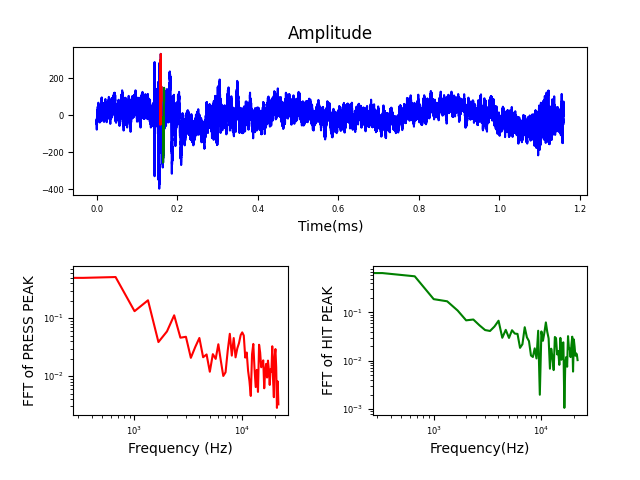 Amplitude
200
0
−200
−400
0.0 0.2 0.4 0.6 0.8 1.0 1.2
Time(ms)
FFT of PRESS PEAK
10⁻¹
10⁻²
10³ 10⁴
Frequency (Hz)
FFT of HIT PEAK
10⁻¹
10⁻²
10⁻³
10³ 10⁴
Frequency(Hz)